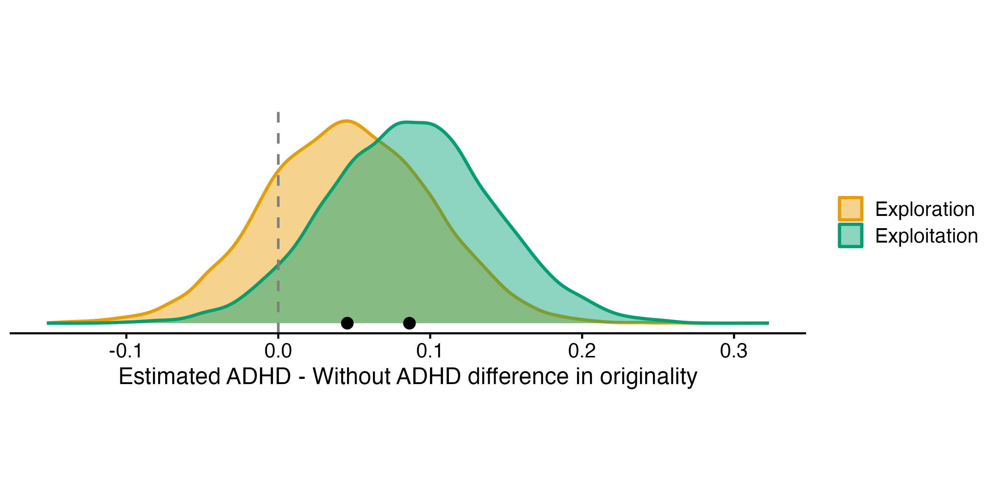 Exploration
Exploitation
-0.1 0.0 0.1 0.2 0.3
Estimated ADHD - Without ADHD difference in originality